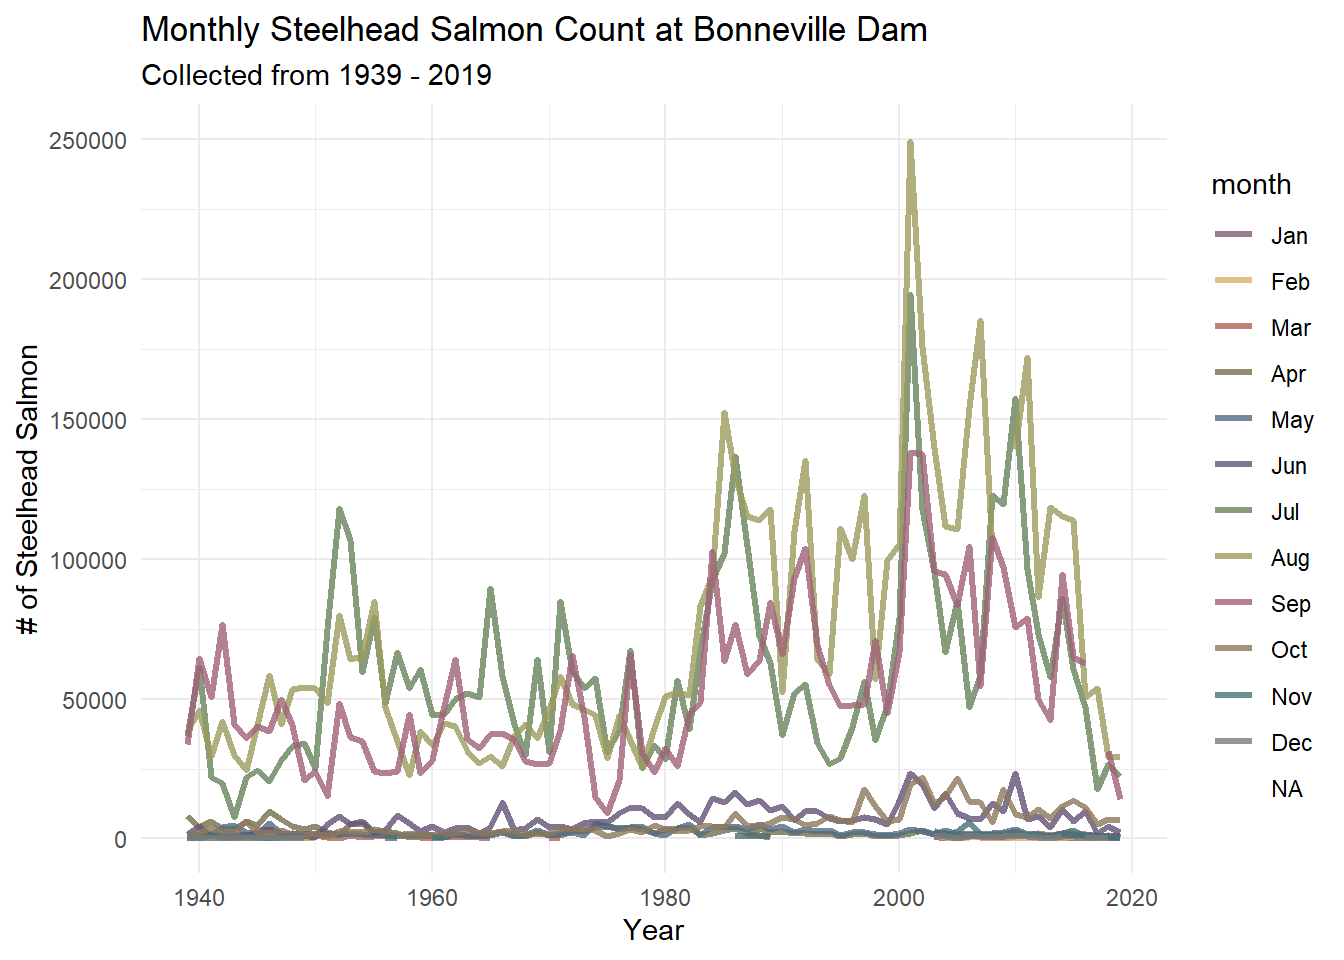 Monthly Steelhead Salmon Count at Bonneville Dam
Collected from 1939 - 2019
# of Steelhead Salmon
250000
200000
150000
100000
50000
0
1940 1960 1980 2000 2020
Year
month
Jan
Feb
Mar
Apr
May
Jun
Jul
Aug
Sep
Oct
Nov
Dec
NA